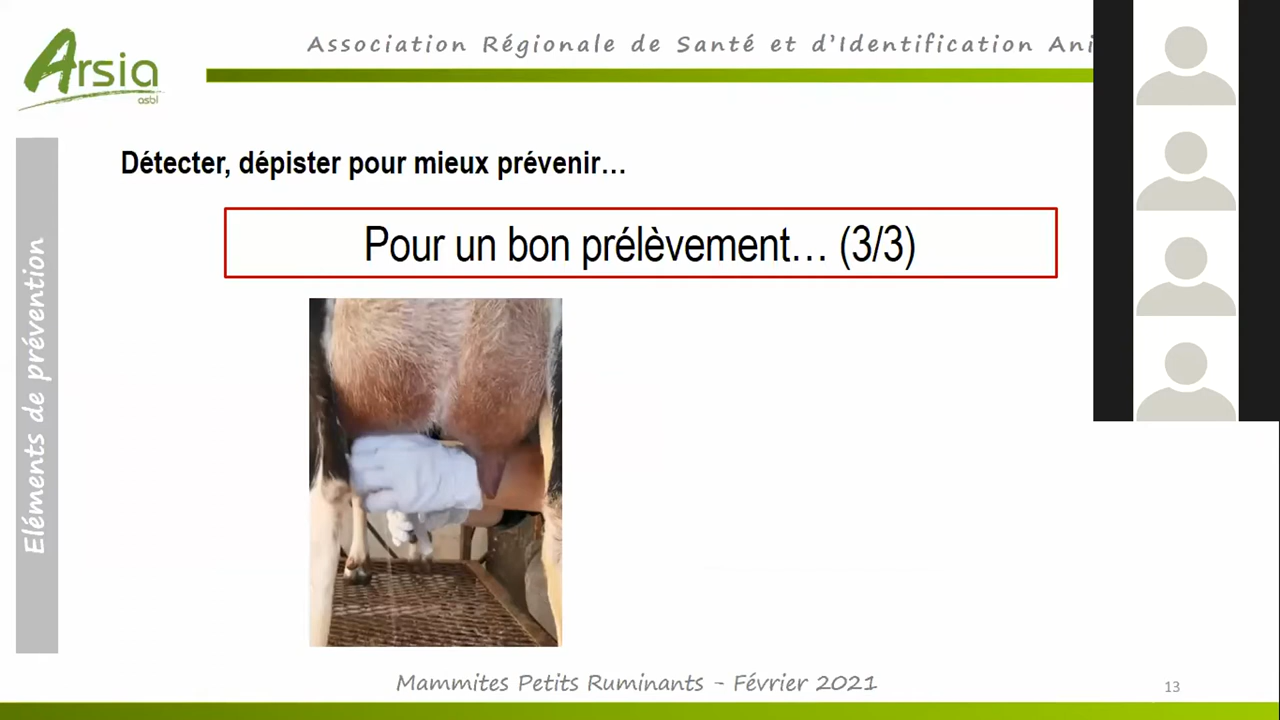 Arsia
asbl
Association Régionale de Santé et d'Identification Ani
Détecter, dépister pour mieux prévenir…
Pour un bon prélèvement… (3/3)
Eléments de prévention
Mammites Petits Ruminants - Février 2021
13